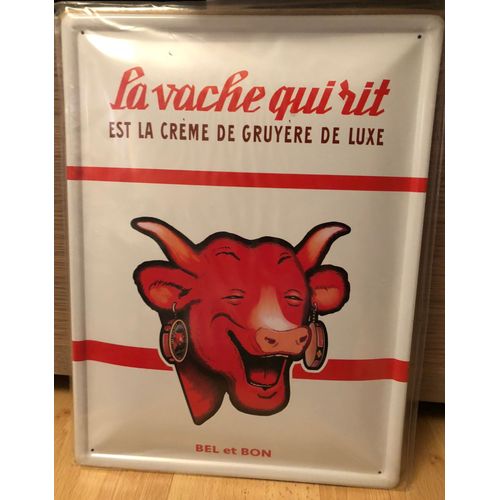 La vache qui rit
EST LA CRÈME DE GRUYÈRE DE LUXE
BEL et BON